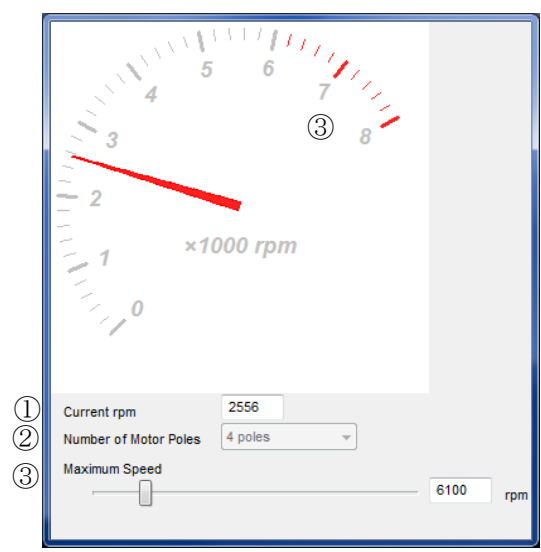 5
6
4
7
3
③
8
2
×1000 rpm
1
0
① Current rpm 2556
② Number of Motor Poles 4 poles
③ Maximum Speed
6100 rpm